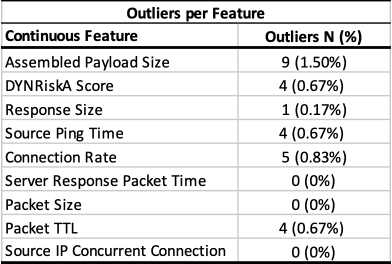 Outliers per Feature
Continuous Feature Outliers N (%)
Assembled Payload Size 9 (1.50%)
DYNRiskA Score 4 (0.67%)
Response Size 1 (0.17%)
Source Ping Time 4 (0.67%)
Connection Rate 5 (0.83%)
Server Response Packet Time 0 (0%)
Packet Size 0 (0%)
Packet TTL 4 (0.67%)
Source IP Concurrent Connection 0 (0%)